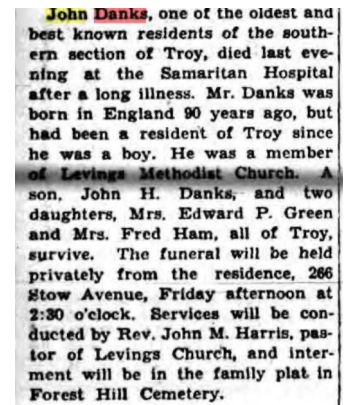 John Danks, one of the oldest and
best known residents of the south-
ern section of Troy, died last eve-
ning at the Samaritan Hospital
after a long illness. Mr. Danks was
born in England 90 years ago, but
had been a resident of Troy since
he was a boy. He was a member
of Levings Methodist Church. A
son, John H. Danks, and two
daughters, Mrs. Edward P. Green
and Mrs. Fred Ham, all of Troy,
survive. The funeral will be held
privately from the residence, 266
Stow Avenue, Friday afternoon at
2:30 o'clock. Services will be con-
ducted by Rev. John M. Harris, pas-
tor of Levings Church, and inter-
ment will be in the family plat in
Forest Hill Cemetery.